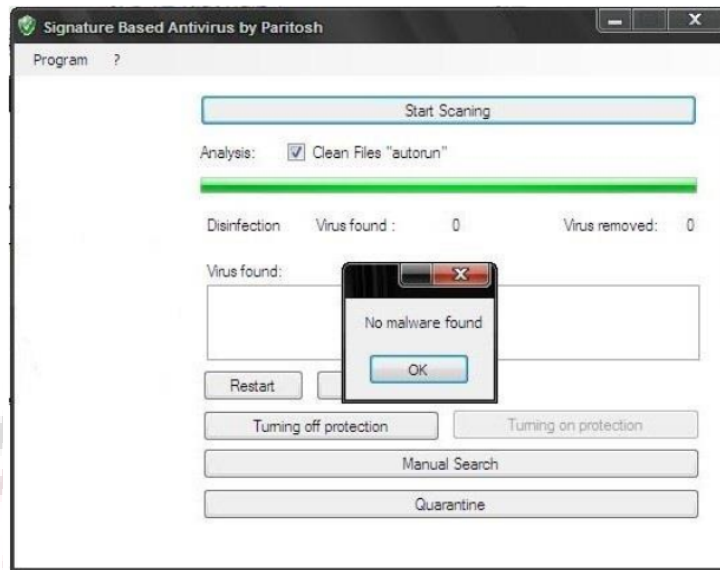 Signature Based Antivirus by Paritosh
Program ?
Start Scaning
Analysis: Clean Files "autorun"
Disinfection Virus found : 0 Virus removed: 0
Virus found:
No malware found
OK
Restart
Turning off protection Turning on protection
Manual Search
Quarantine